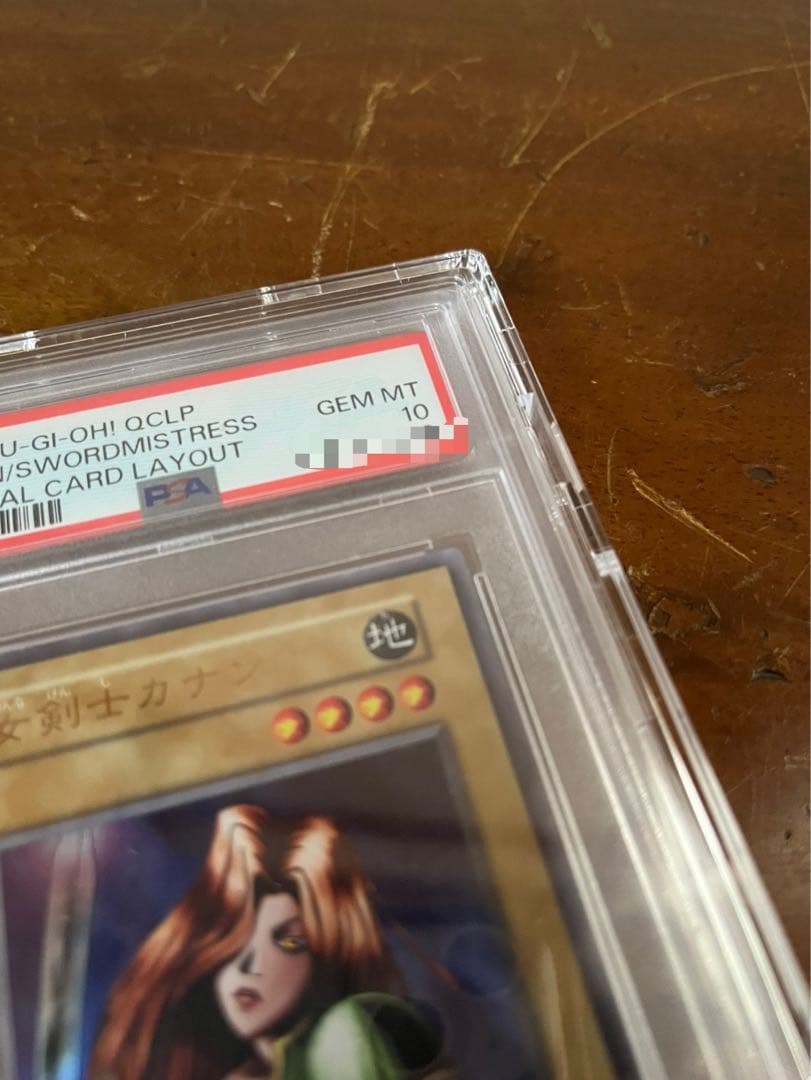 U-GI-OH! QCLP
N/SWORDMISTRESS
AL CARD LAYOUT
GEM MT
10
PSA
地
女剣士カナン